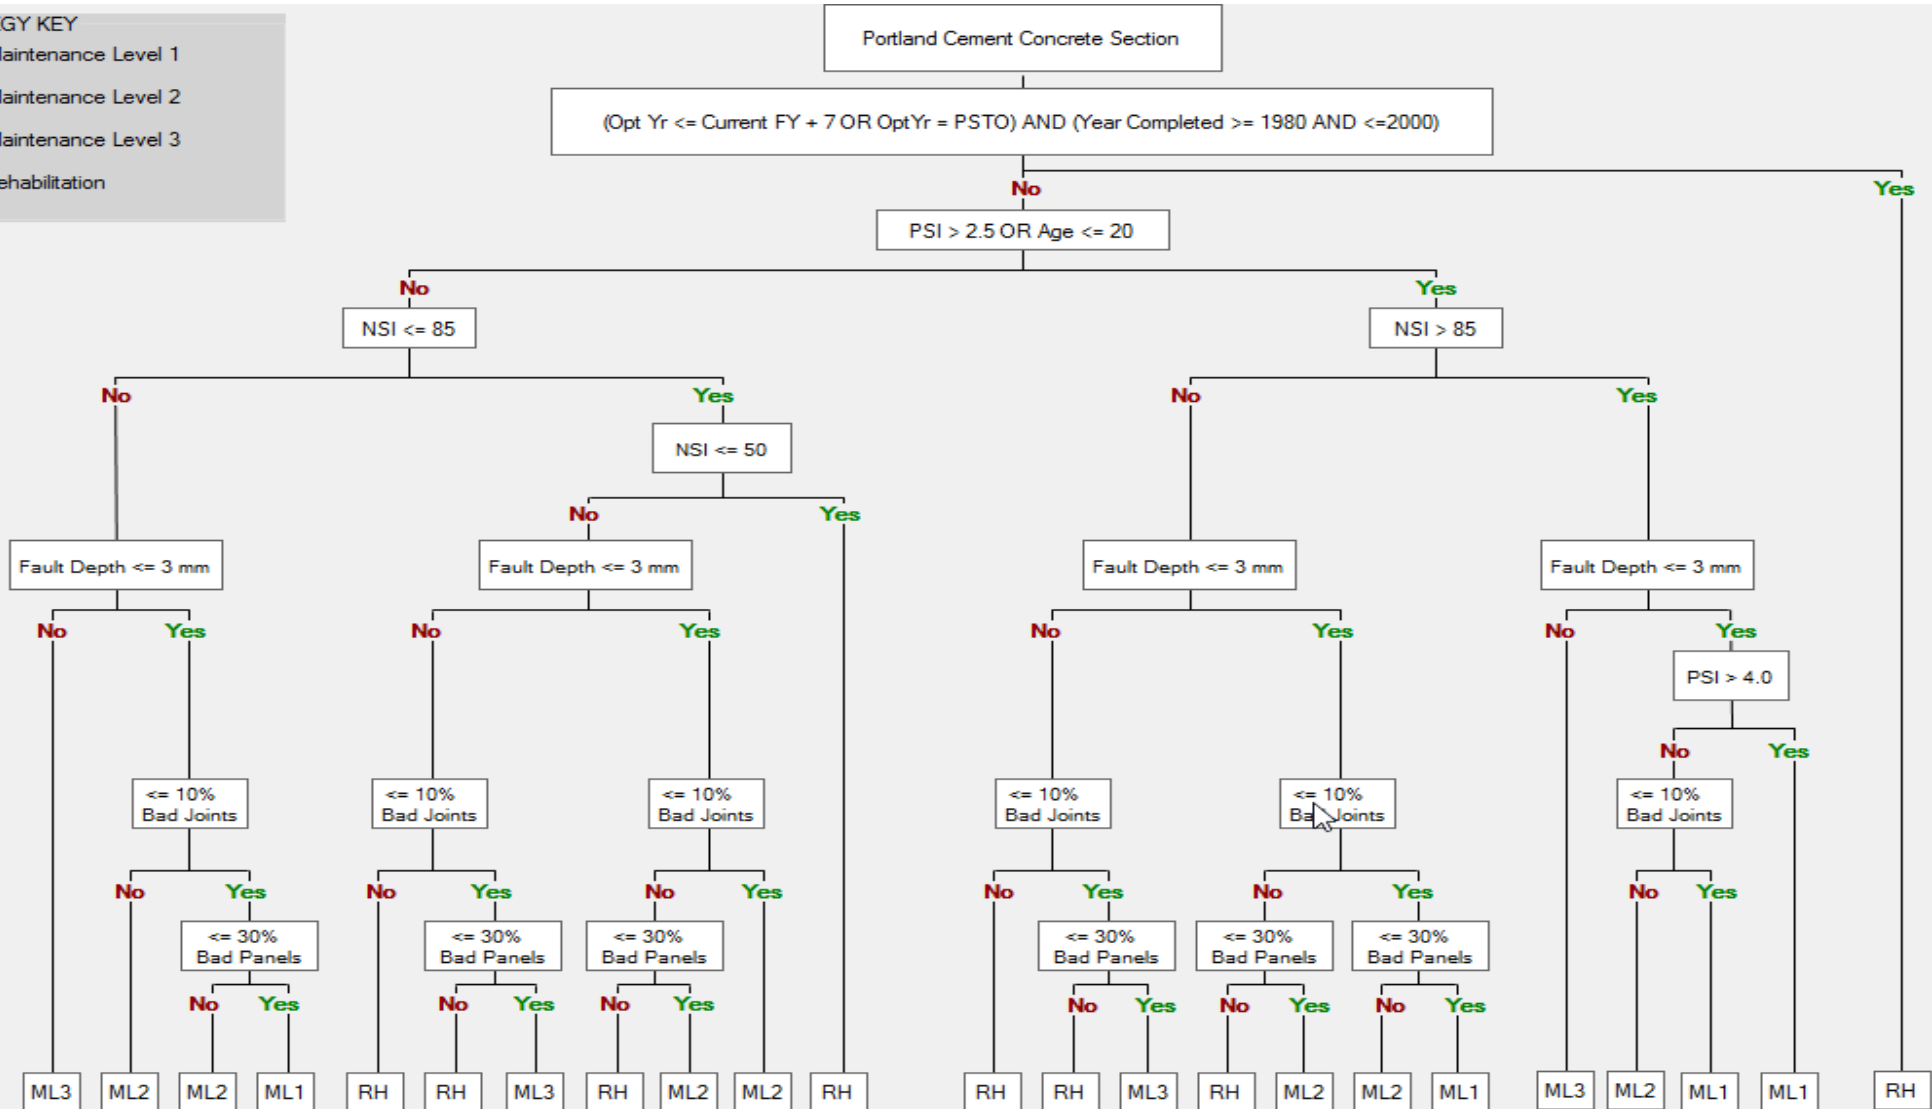 GY KEY
aintenance Level 1
aintenance Level 2
aintenance Level 3
ehabilitation
Portland Cement Concrete Section
(Opt Yr <= Current FY + 7 OR OptYr = PSTO) AND (Year Completed >= 1980 AND <=2000)
No
Yes
PSI > 2.5 OR Age <= 20
No
Yes
NSI <= 85
NSI > 85
No
Yes
No
Yes
NSI <= 50
No
Yes
Fault Depth <= 3 mm
Fault Depth <= 3 mm
Fault Depth <= 3 mm
Fault Depth <= 3 mm
No
Yes
No
Yes
No
Yes
No
Yes
PSI > 4.0
No
Yes
<= 10%
Bad Joints
<= 10%
Bad Joints
<= 10%
Bad Joints
<= 10%
Bad Joints
<= 10%
Bad Joints
<= 10%
Bad Joints
No
Yes
No
Yes
No
Yes
No
Yes
No
Yes
No
Yes
<= 30%
Bad Panels
<= 30%
Bad Panels
<= 30%
Bad Panels
<= 30%
Bad Panels
<= 30%
Bad Panels
<= 30%
Bad Panels
No
Yes
No
Yes
No
Yes
No
Yes
No
Yes
No
Yes
ML3
ML2
ML2
ML1
RH
RH
ML3
RH
ML2
ML2
RH
RH
RH
ML3
RH
ML2
ML2
ML1
ML3
ML2
ML1
ML1
RH